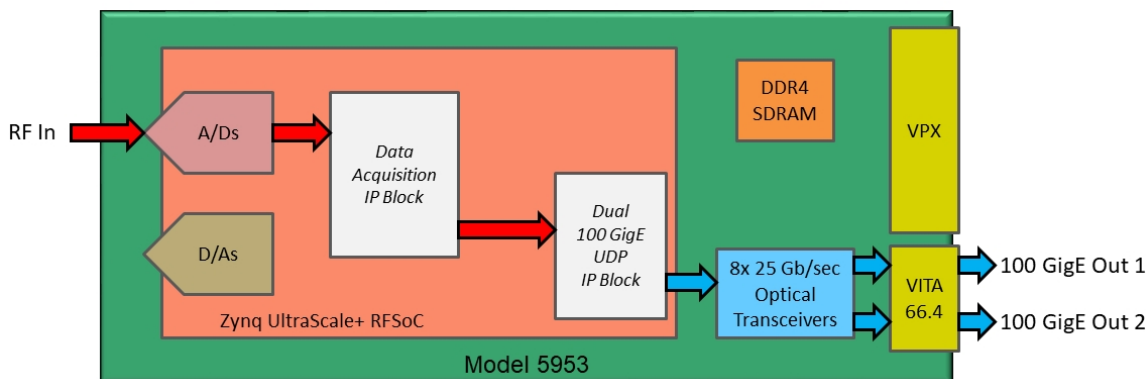 RF In
A/Ds
Data
Acquisition
IP Block
D/As
Zynq UltraScale+ RFSoC
Dual
100 GigE
UDP
IP Block
DDR4
SDRAM
VPX
8x 25 Gb/sec
Optical
Transceivers
VITA
66.4
100 GigE Out 1
100 GigE Out 2
Model 5953